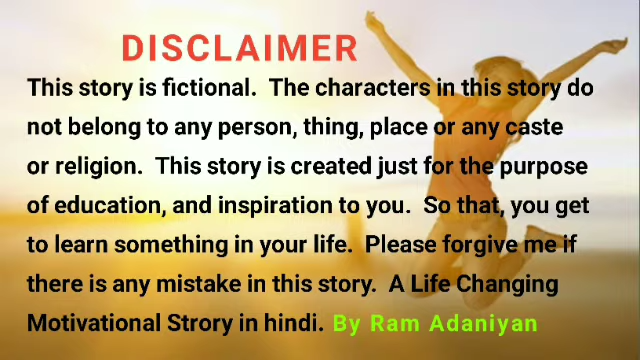 DISCLAIMER
This story is fictional.  The characters in this story do
not belong to any person, thing, place or any caste
or religion.  This story is created just for the purpose
of education, and inspiration to you.  So that, you get
to learn something in your life.  Please forgive me if
there is any mistake in this story.  A Life Changing
Motivational Strory in hindi. By Ram Adaniyan